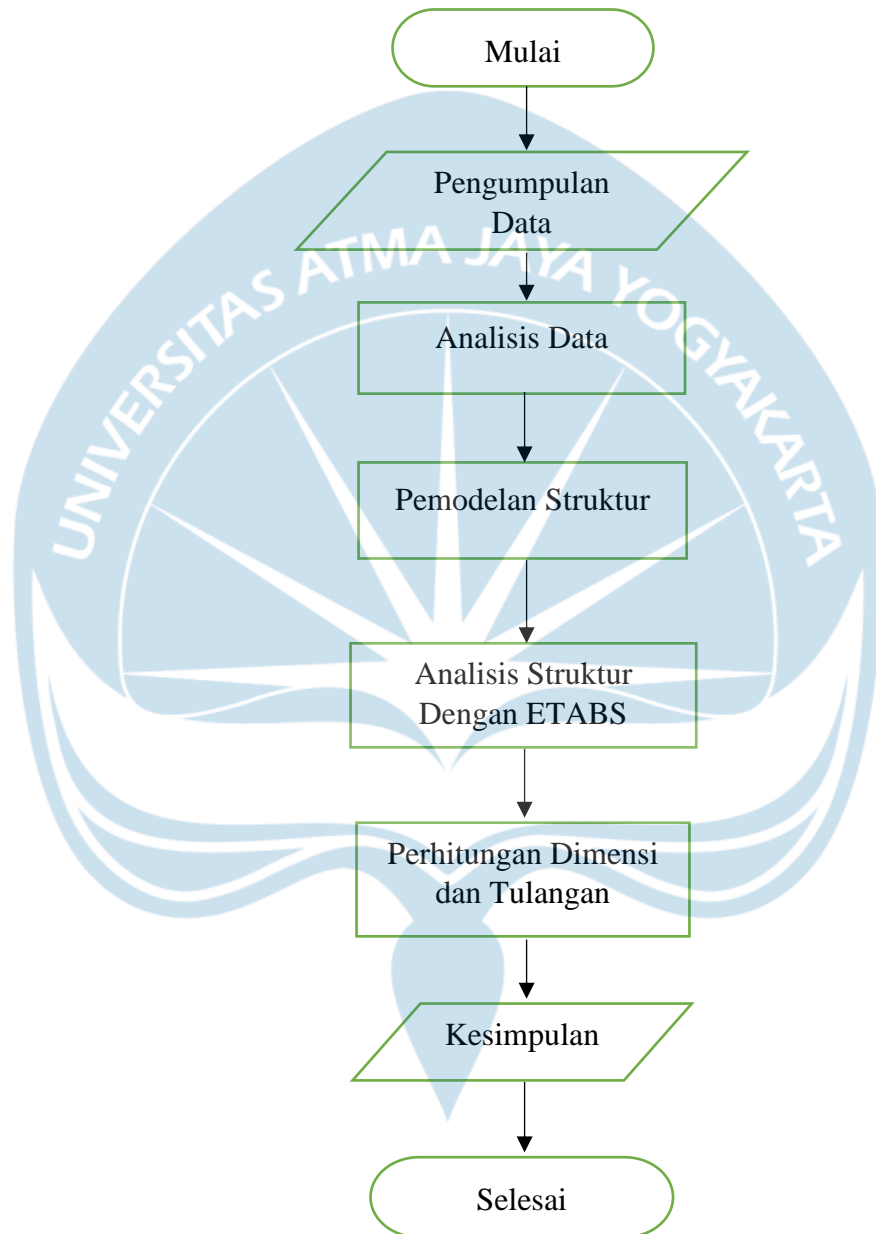 Mulai
Pengumpulan
Data
UNIVERSITAS ATMA JAYA YOGYAKARTA
Analisis Data
Pemodelan Struktur
Analisis Struktur
Dengan ETABS
Perhitungan Dimensi
dan Tulangan
Kesimpulan
Selesai